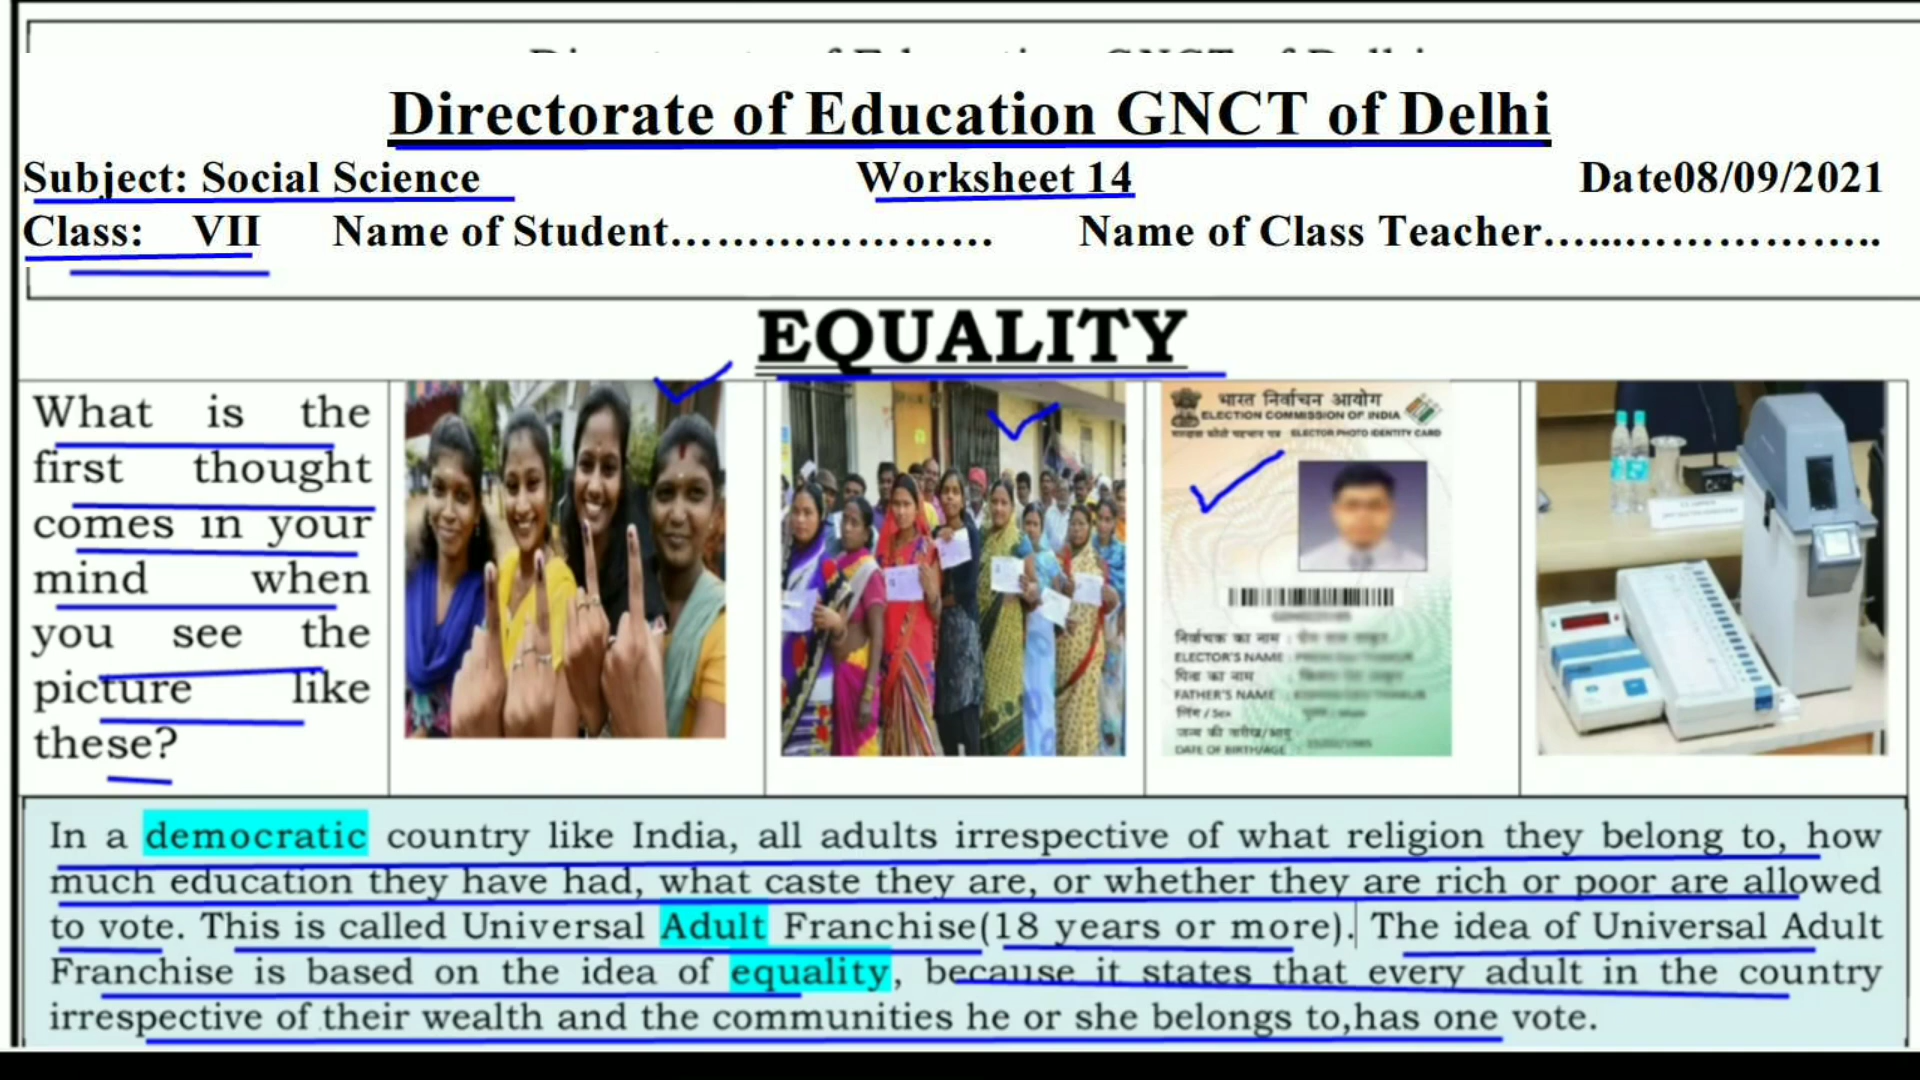 Directorate of Education GNCT of Delhi
Directorate of Education GNCT of Delhi
Subject: Social Science Worksheet 14 Date08/09/2021
Class: VII Name of Student..................... Name of Class Teacher........................
EQUALITY
What is the
first thought
comes in your
mind when
you see the
picture like
these?
भारत निर्वाचन आयोग
ELECTION COMMISSION OF INDIA
ELECTOR PHOTO IDENTITY CARD
निर्वाचक का नाम :
ELECTOR'S NAME :
पिता का नाम :
FATHER'S NAME :
लिंग / Sex :
जन्म की तारीख/आयु :
DATE OF BIRTH/AGE :
In a democratic country like India, all adults irrespective of what religion they belong to, how
much education they have had, what caste they are, or whether they are rich or poor are allowed
to vote. This is called Universal Adult Franchise(18 years or more). The idea of Universal Adult
Franchise is based on the idea of equality, because it states that every adult in the country
irrespective of their wealth and the communities he or she belongs to,has one vote.